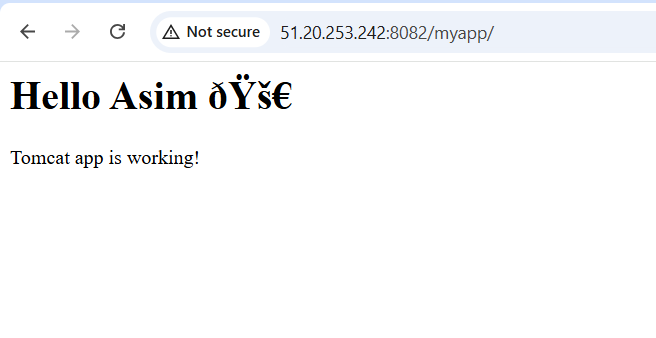 Not secure 51.20.253.242:8082/myapp/
Hello Asim ðŸš€
Tomcat app is working!